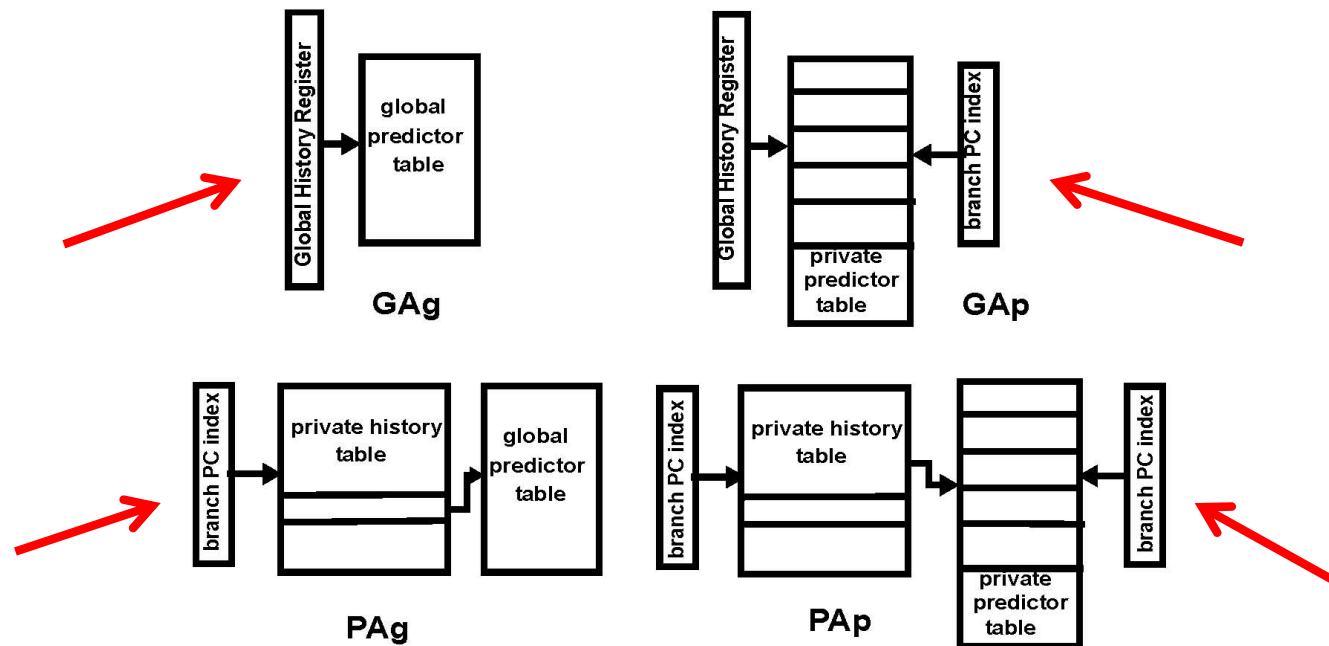 Global History Register
global
predictor
table
GAg
Global History Register
private
predictor
table
branch PC index
GAp
branch PC index
private history
table
global
predictor
table
PAg
branch PC index
private history
table
private
predictor
table
branch PC index
PAp